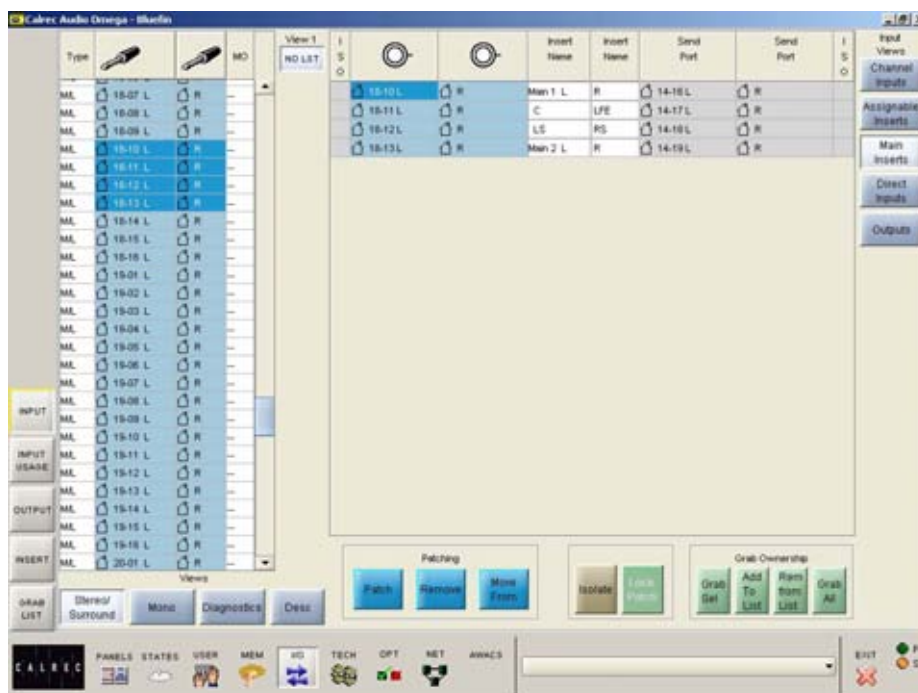 Calrec Audio Omega - Bluefin
Type MO
View 1
NO LIST
I S O
Insert Name
Insert Name
Send Port
Send Port
I S O
Input Views
Channel Inputs
Assignable Inserts
Main Inserts
Direct Inputs
Outputs
M/L 18-07 L R --
M/L 18-08 L R --
M/L 18-09 L R --
M/L 18-10 L R --
M/L 18-11 L R --
M/L 18-12 L R --
M/L 18-13 L R --
M/L 18-14 L R --
M/L 18-15 L R --
M/L 18-16 L R --
M/L 19-01 L R --
M/L 19-02 L R --
M/L 19-03 L R --
M/L 19-04 L R --
M/L 19-05 L R --
M/L 19-06 L R --
M/L 19-07 L R --
M/L 19-08 L R --
M/L 19-09 L R --
M/L 19-10 L R --
M/L 19-11 L R --
M/L 19-12 L R --
M/L 19-13 L R --
M/L 19-14 L R --
M/L 19-15 L R --
M/L 19-16 L R --
M/L 20-01 L R --
18-10 L R Main 1 L R 14-16 L R
18-11 L R C LFE 14-17 L R
18-12 L R LS RS 14-18 L R
18-13 L R Main 2 L R 14-19 L R
INPUT
INPUT USAGE
OUTPUT
INSERT
GRAB LIST
Views
Stereo/ Surround
Mono
Diagnostics
Desc
Patching
Patch
Remove
Move From
Isolate
Lock Patch
Grab Ownership
Grab Sel
Add To List
Rem from List
Grab All
CALREC
PANELS
STATES
USER
MEM
I/O
TECH
OPT
NET
AWACS
EXIT